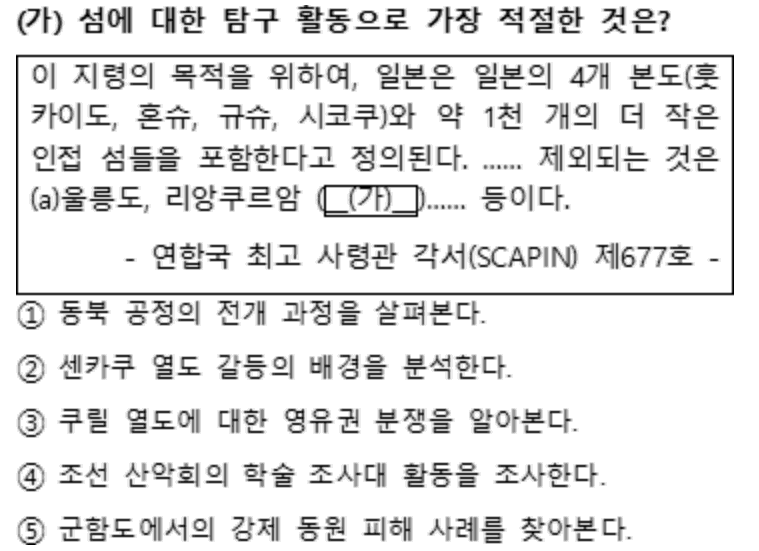 (가) 섬에 대한 탐구 활동으로 가장 적절한 것은?
이 지령의 목적을 위하여, 일본은 일본의 4개 본도(홋
카이도, 혼슈, 규슈, 시코쿠)와 약 1천 개의 더 작은
인접 섬들을 포함한다고 정의된다. ...... 제외되는 것은
(a)울릉도, 리앙쿠르암 (_(가)_)...... 등이다.
- 연합국 최고 사령관 각서(SCAPIN) 제677호 -
① 동북 공정의 전개 과정을 살펴본다.
② 센카쿠 열도 갈등의 배경을 분석한다.
③ 쿠릴 열도에 대한 영유권 분쟁을 알아본다.
④ 조선 산악회의 학술 조사대 활동을 조사한다.
⑤ 군함도에서의 강제 동원 피해 사례를 찾아본다.